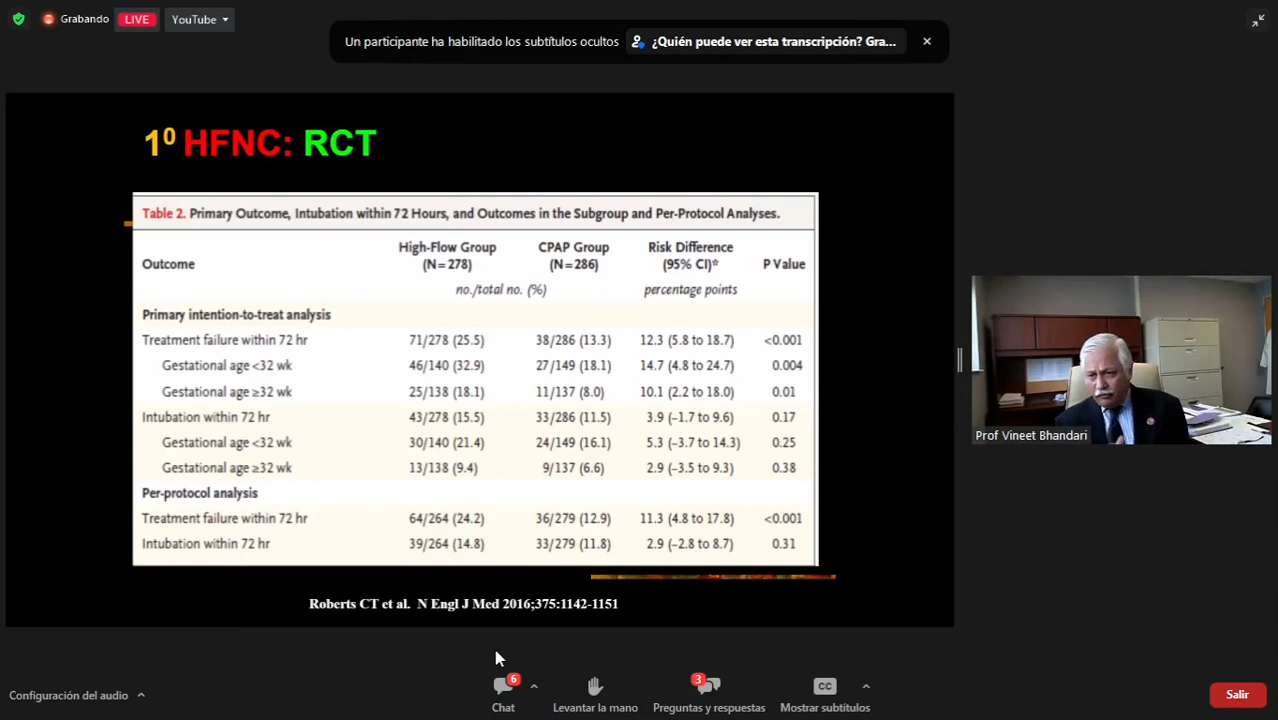 Grabando LIVE YouTube
Un participante ha habilitado los subtítulos ocultos ¿Quién puede ver esta transcripción? Gra...
1⁰ HFNC: RCT
Table 2. Primary Outcome, Intubation within 72 Hours, and Outcomes in the Subgroup and Per-Protocol Analyses.
Outcome High-Flow Group (N=278) CPAP Group (N=286) Risk Difference (95% CI)* P Value
no./total no. (%) percentage points
Primary intention-to-treat analysis
Treatment failure within 72 hr 71/278 (25.5) 38/286 (13.3) 12.3 (5.8 to 18.7) <0.001
Gestational age <32 wk 46/140 (32.9) 27/149 (18.1) 14.7 (4.8 to 24.7) 0.004
Gestational age ≥32 wk 25/138 (18.1) 11/137 (8.0) 10.1 (2.2 to 18.0) 0.01
Intubation within 72 hr 43/278 (15.5) 33/286 (11.5) 3.9 (–1.7 to 9.6) 0.17
Gestational age <32 wk 30/140 (21.4) 24/149 (16.1) 5.3 (–3.7 to 14.3) 0.25
Gestational age ≥32 wk 13/138 (9.4) 9/137 (6.6) 2.9 (–3.5 to 9.3) 0.38
Per-protocol analysis
Treatment failure within 72 hr 64/264 (24.2) 36/279 (12.9) 11.3 (4.8 to 17.8) <0.001
Intubation within 72 hr 39/264 (14.8) 33/279 (11.8) 2.9 (–2.8 to 8.7) 0.31
Roberts CT et al. N Engl J Med 2016;375:1142-1151
Prof Vineet Bhandari
6 3 CC
Configuración del audio Chat Levantar la mano Preguntas y respuestas Mostrar subtítulos Salir